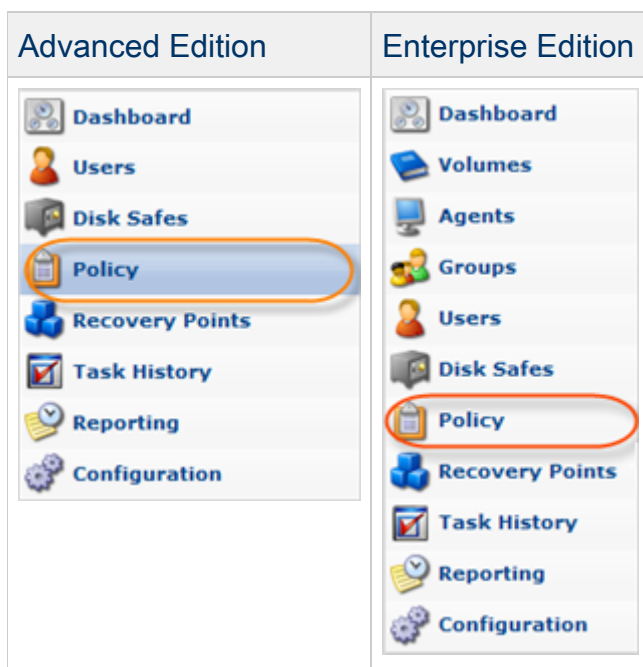 Advanced Edition
Dashboard
Users
Disk Safes
Policy
Recovery Points
Task History
Reporting
Configuration
Enterprise Edition
Dashboard
Volumes
Agents
Groups
Users
Disk Safes
Policy
Recovery Points
Task History
Reporting
Configuration